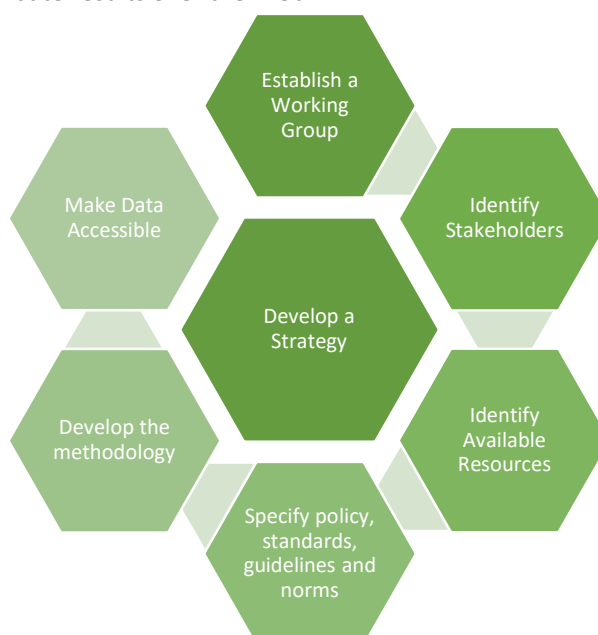 Establish a
Working
Group
Identify
Stakeholders
Identify
Available
Resources
Specify policy,
standards,
guidelines and
norms
Develop the
methodology
Make Data
Accessible
Develop a
Strategy